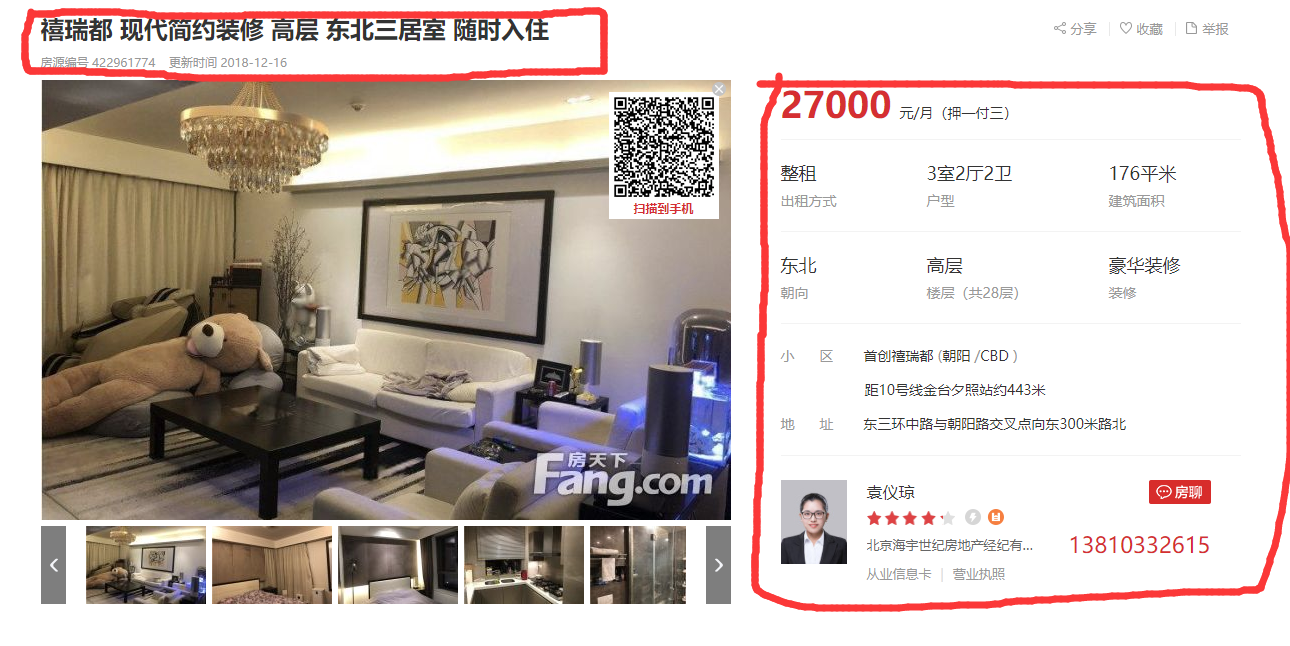 禧瑞都 现代简约装修 高层 东北三居室 随时入住
房源编号 422961774 更新时间 2018-12-16
分享 收藏 举报
扫描到手机
房天下
Fang.com
27000 元/月（押一付三）
整租 3室2厅2卫 176平米
出租方式 户型 建筑面积
东北 高层 豪华装修
朝向 楼层（共28层） 装修
小 区 首创禧瑞都 (朝阳 /CBD )
距10号线金台夕照站约443米
地 址 东三环中路与朝阳路交叉点向东300米路北
袁仪琼
房聊
北京海宇世纪房地产经纪有...
13810332615
从业信息卡 | 营业执照